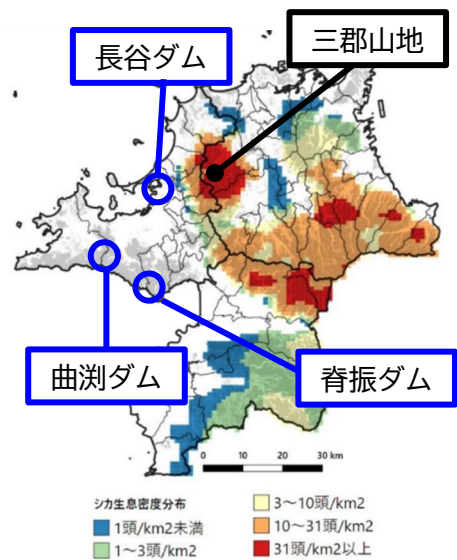 三郡山地
長谷ダム
曲渕ダム
脊振ダム
0 10 20 30 km
シカ生息密度分布
1頭/km2未満
1～3頭/km2
3～10頭/km2
10～31頭/km2
31頭/km2以上